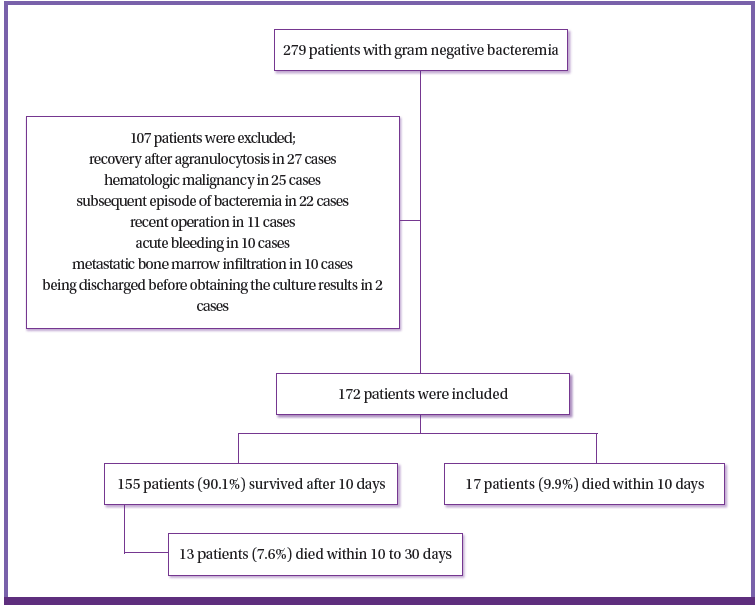 279 patients with gram negative bacteremia
107 patients were excluded;
recovery after agranulocytosis in 27 cases
hematologic malignancy in 25 cases
subsequent episode of bacteremia in 22 cases
recent operation in 11 cases
acute bleeding in 10 cases
metastatic bone marrow infiltration in 10 cases
being discharged before obtaining the culture results in 2
cases
172 patients were included
155 patients (90.1%) survived after 10 days
17 patients (9.9%) died within 10 days
13 patients (7.6%) died within 10 to 30 days